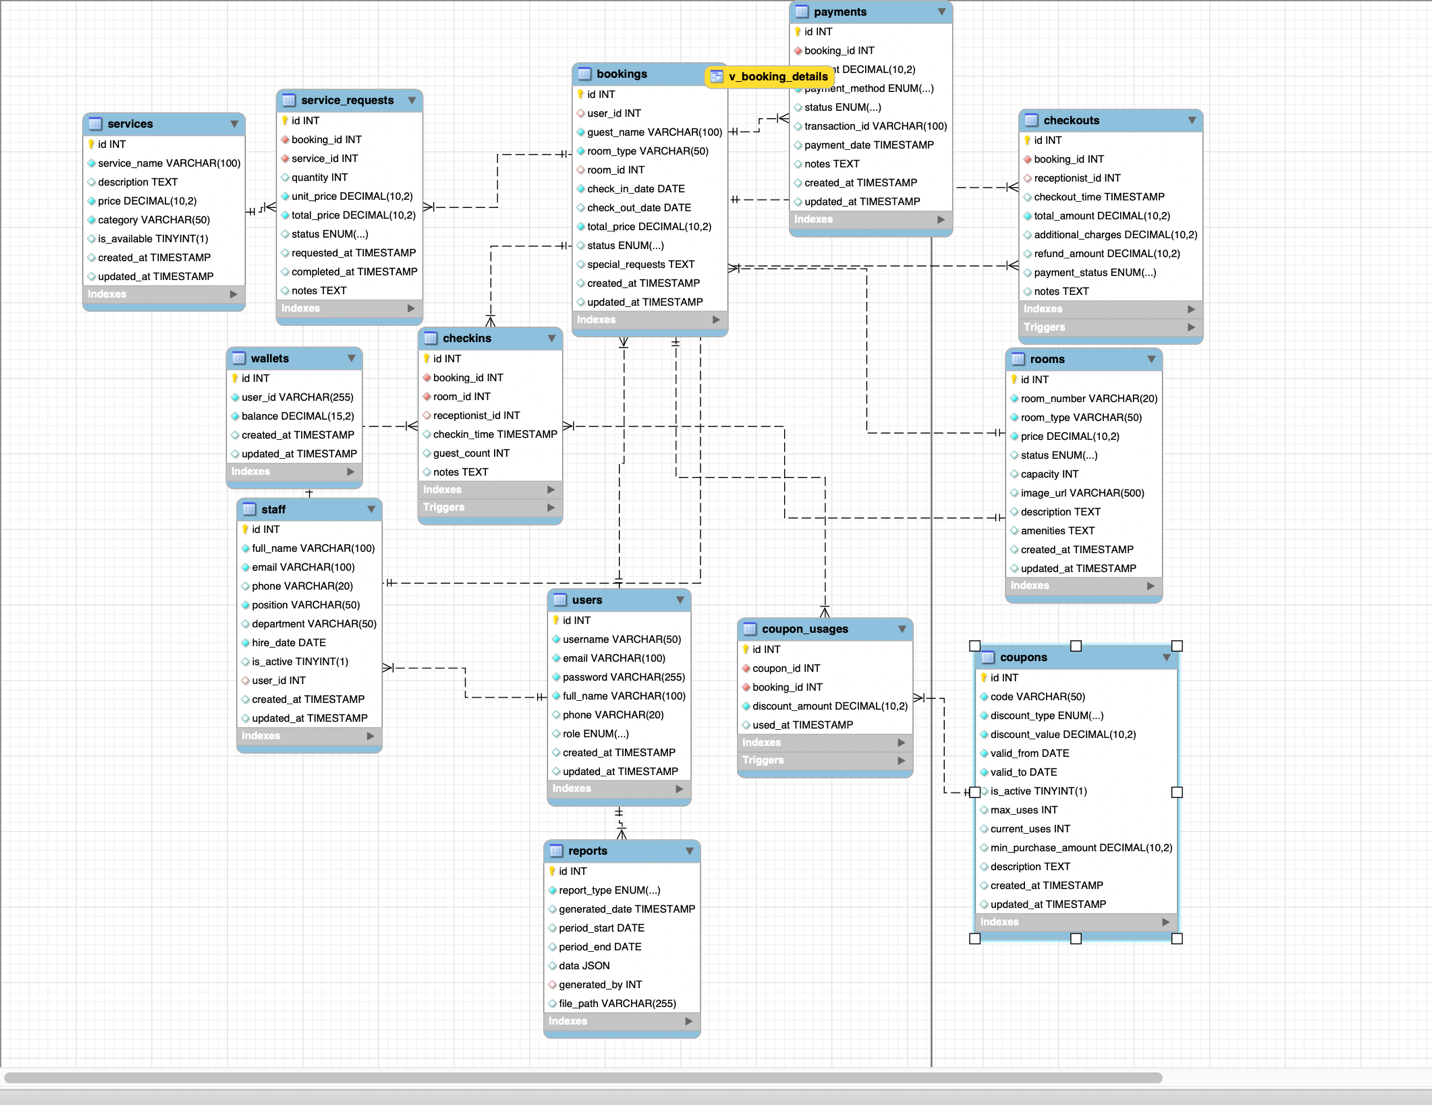 payments
id INT
booking_id INT
nt DECIMAL(10,2)
payment_method ENUM(...)
status ENUM(...)
transaction_id VARCHAR(100)
payment_date TIMESTAMP
notes TEXT
created_at TIMESTAMP
updated_at TIMESTAMP
Indexes
v_booking_details
bookings
id INT
user_id INT
guest_name VARCHAR(100)
room_type VARCHAR(50)
room_id INT
check_in_date DATE
check_out_date DATE
total_price DECIMAL(10,2)
status ENUM(...)
special_requests TEXT
created_at TIMESTAMP
updated_at TIMESTAMP
Indexes
service_requests
id INT
booking_id INT
service_id INT
quantity INT
unit_price DECIMAL(10,2)
total_price DECIMAL(10,2)
status ENUM(...)
requested_at TIMESTAMP
completed_at TIMESTAMP
notes TEXT
Indexes
services
id INT
service_name VARCHAR(100)
description TEXT
price DECIMAL(10,2)
category VARCHAR(50)
is_available TINYINT(1)
created_at TIMESTAMP
updated_at TIMESTAMP
Indexes
checkouts
id INT
booking_id INT
receptionist_id INT
checkout_time TIMESTAMP
total_amount DECIMAL(10,2)
additional_charges DECIMAL(10,2)
refund_amount DECIMAL(10,2)
payment_status ENUM(...)
notes TEXT
Indexes
Triggers
checkins
id INT
booking_id INT
room_id INT
receptionist_id INT
checkin_time TIMESTAMP
guest_count INT
notes TEXT
Indexes
Triggers
wallets
id INT
user_id VARCHAR(255)
balance DECIMAL(15,2)
created_at TIMESTAMP
updated_at TIMESTAMP
Indexes
rooms
id INT
room_number VARCHAR(20)
room_type VARCHAR(50)
price DECIMAL(10,2)
status ENUM(...)
capacity INT
image_url VARCHAR(500)
description TEXT
amenities TEXT
created_at TIMESTAMP
updated_at TIMESTAMP
Indexes
staff
id INT
full_name VARCHAR(100)
email VARCHAR(100)
phone VARCHAR(20)
position VARCHAR(50)
department VARCHAR(50)
hire_date DATE
is_active TINYINT(1)
user_id INT
created_at TIMESTAMP
updated_at TIMESTAMP
Indexes
users
id INT
username VARCHAR(50)
email VARCHAR(100)
password VARCHAR(255)
full_name VARCHAR(100)
phone VARCHAR(20)
role ENUM(...)
created_at TIMESTAMP
updated_at TIMESTAMP
Indexes
coupon_usages
id INT
coupon_id INT
booking_id INT
discount_amount DECIMAL(10,2)
used_at TIMESTAMP
Indexes
Triggers
coupons
id INT
code VARCHAR(50)
discount_type ENUM(...)
discount_value DECIMAL(10,2)
valid_from DATE
valid_to DATE
is_active TINYINT(1)
max_uses INT
current_uses INT
min_purchase_amount DECIMAL(10,2)
description TEXT
created_at TIMESTAMP
updated_at TIMESTAMP
Indexes
reports
id INT
report_type ENUM(...)
generated_date TIMESTAMP
period_start DATE
period_end DATE
data JSON
generated_by INT
file_path VARCHAR(255)
Indexes